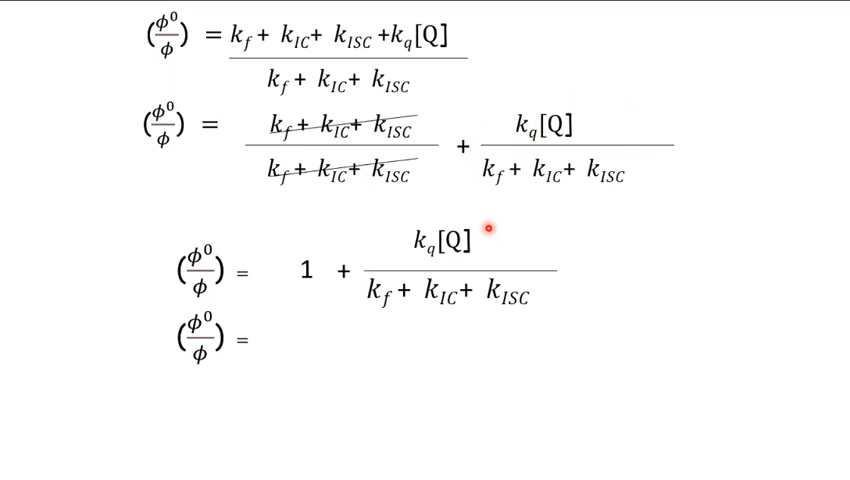 (ϕ⁰/ϕ) = k_f + k_IC + k_ISC + k_q[Q]
k_f + k_IC + k_ISC
(ϕ⁰/ϕ) = k_f + k_IC + k_ISC + k_q[Q]
k_f + k_IC + k_ISC k_f + k_IC + k_ISC
(ϕ⁰/ϕ) = 1 + k_q[Q]
k_f + k_IC + k_ISC
(ϕ⁰/ϕ) =